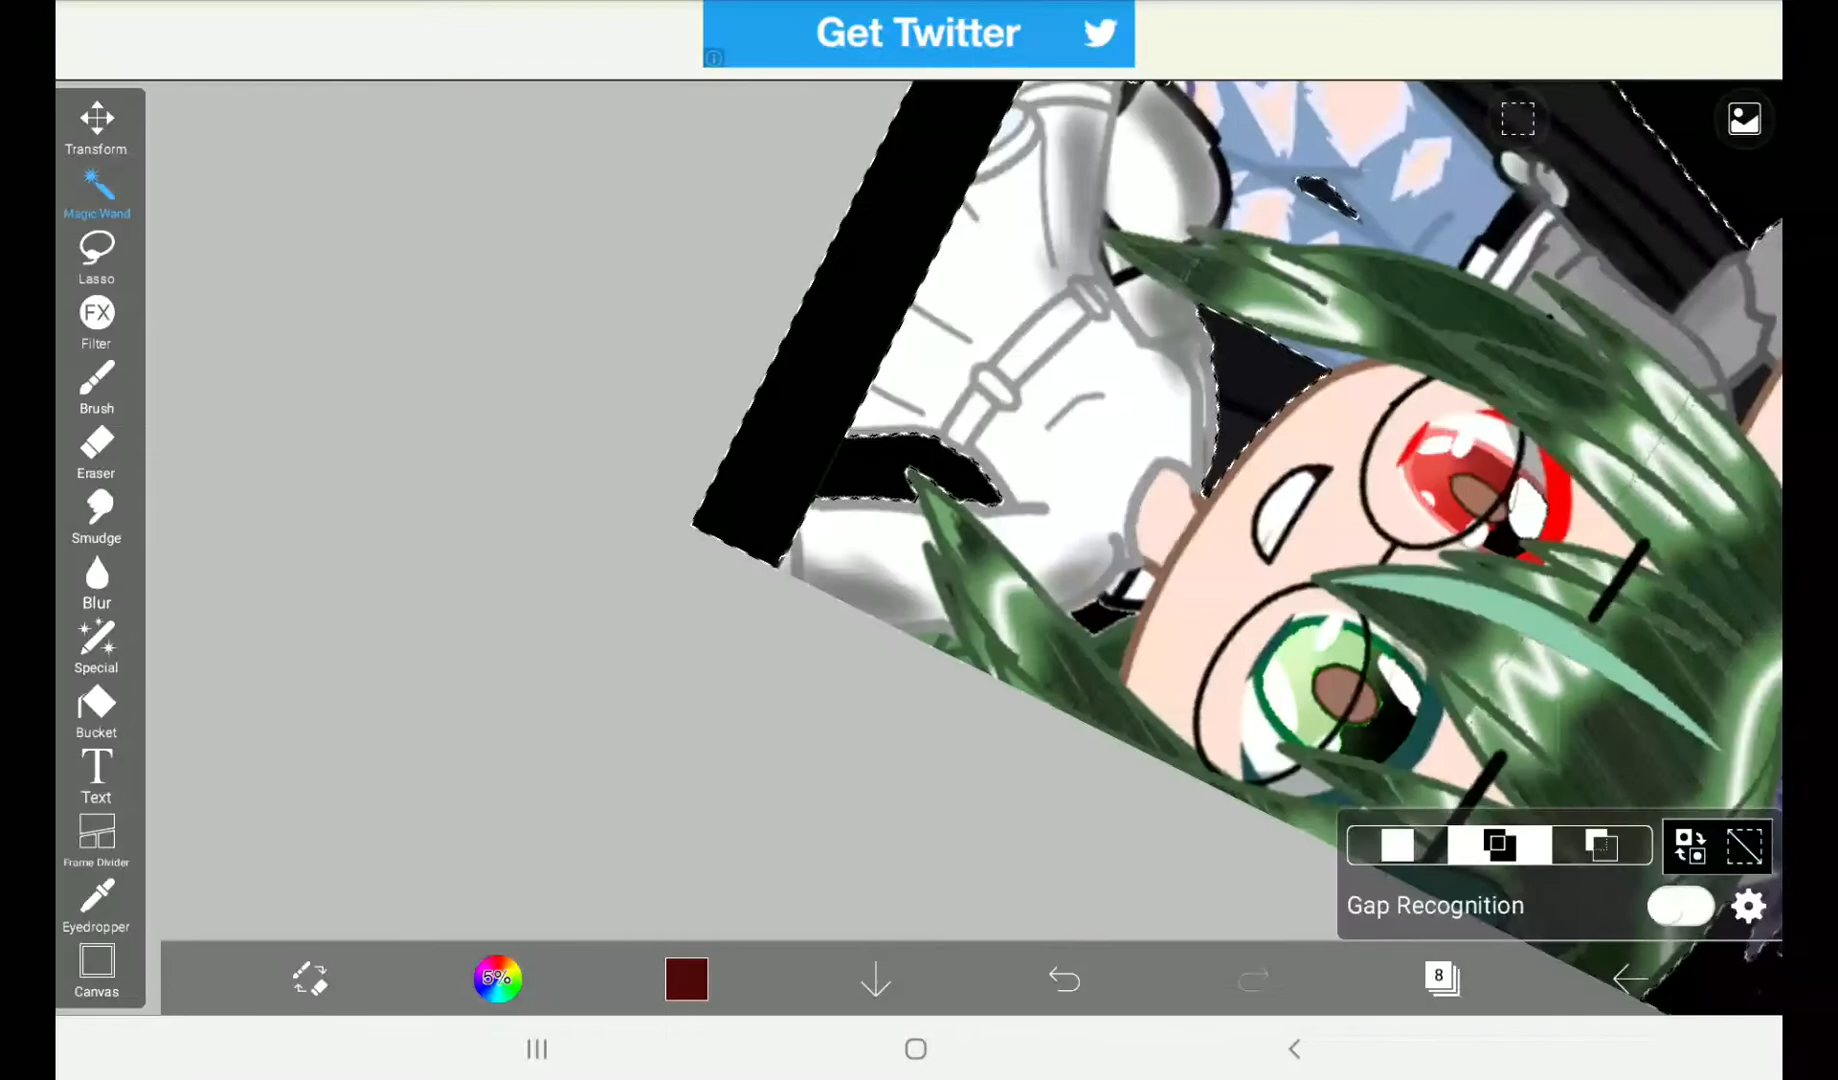 Get Twitter
Transform
Magic Wand
Lasso
FX
Filter
Brush
Eraser
Smudge
Blur
Special
Bucket
T
Text
Frame Divider
Eyedropper
Canvas
Gap Recognition
5%
8